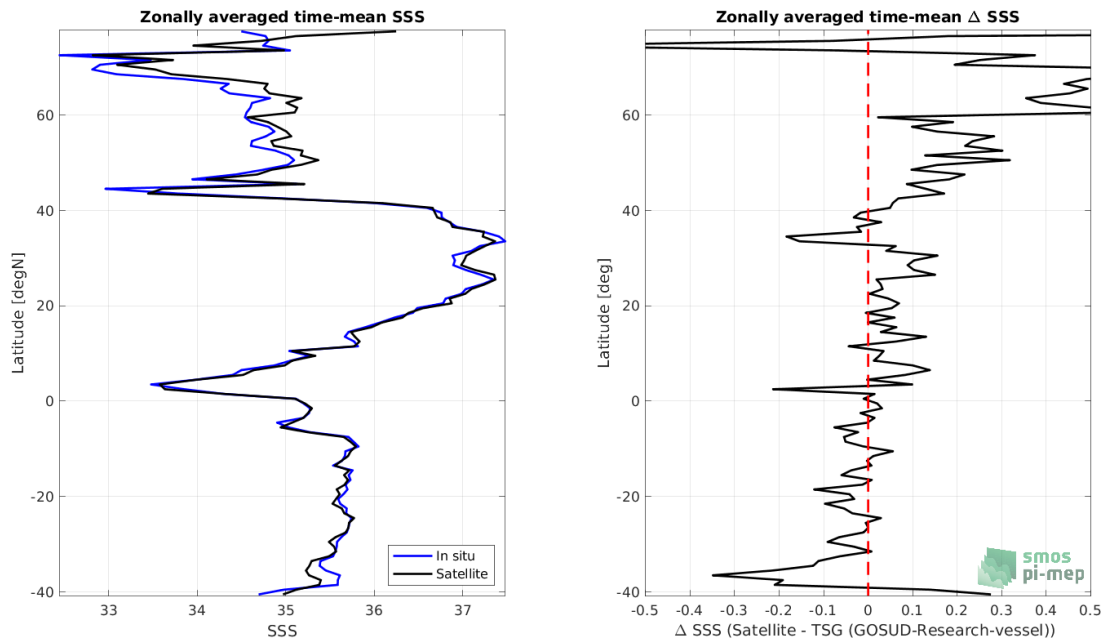 Zonally averaged time-mean SSS
Latitude [degN]
60
40
20
0
-20
-40
33
34
35
36
37
SSS
In situ
Satellite
Zonally averaged time-mean Δ SSS
Latitude [deg]
60
40
20
0
-20
-40
-0.5
-0.4
-0.3
-0.2
-0.1
0
0.1
0.2
0.3
0.4
0.5
Δ SSS (Satellite - TSG (GOSUD-Research-vessel))
smos
pi-mep